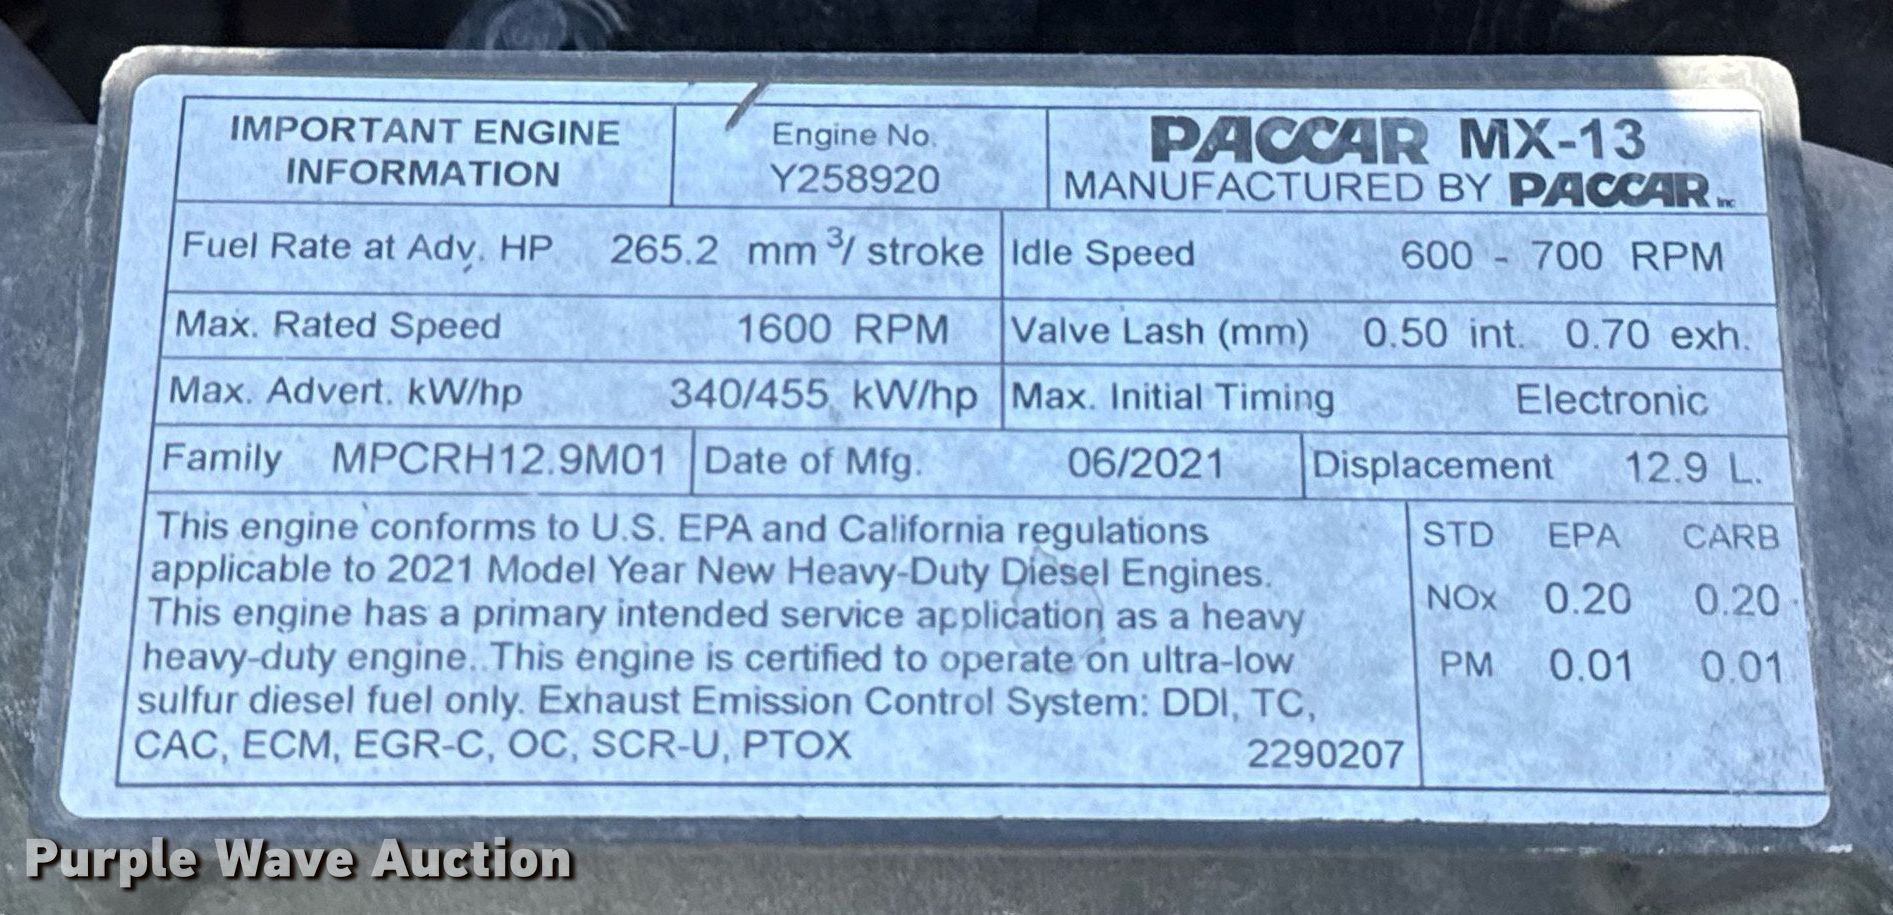 IMPORTANT ENGINE
INFORMATION
Engine No.
Y258920
PACCAR MX-13
MANUFACTURED BY PACCAR Inc
Fuel Rate at Adv. HP 265.2 mm³/ stroke
Idle Speed 600 - 700 RPM
Max. Rated Speed 1600 RPM
Valve Lash (mm) 0.50 int. 0.70 exh.
Max. Advert. kW/hp 340/455 kW/hp
Max. Initial Timing Electronic
Family MPCRH12.9M01
Date of Mfg. 06/2021
Displacement 12.9 L.
This engine conforms to U.S. EPA and California regulations
applicable to 2021 Model Year New Heavy-Duty Diesel Engines.
This engine has a primary intended service application as a heavy
heavy-duty engine. This engine is certified to operate on ultra-low
sulfur diesel fuel only. Exhaust Emission Control System: DDI, TC,
CAC, ECM, EGR-C, OC, SCR-U, PTOX
2290207
STD EPA CARB
NOx 0.20 0.20
PM 0.01 0.01
Purple Wave Auction